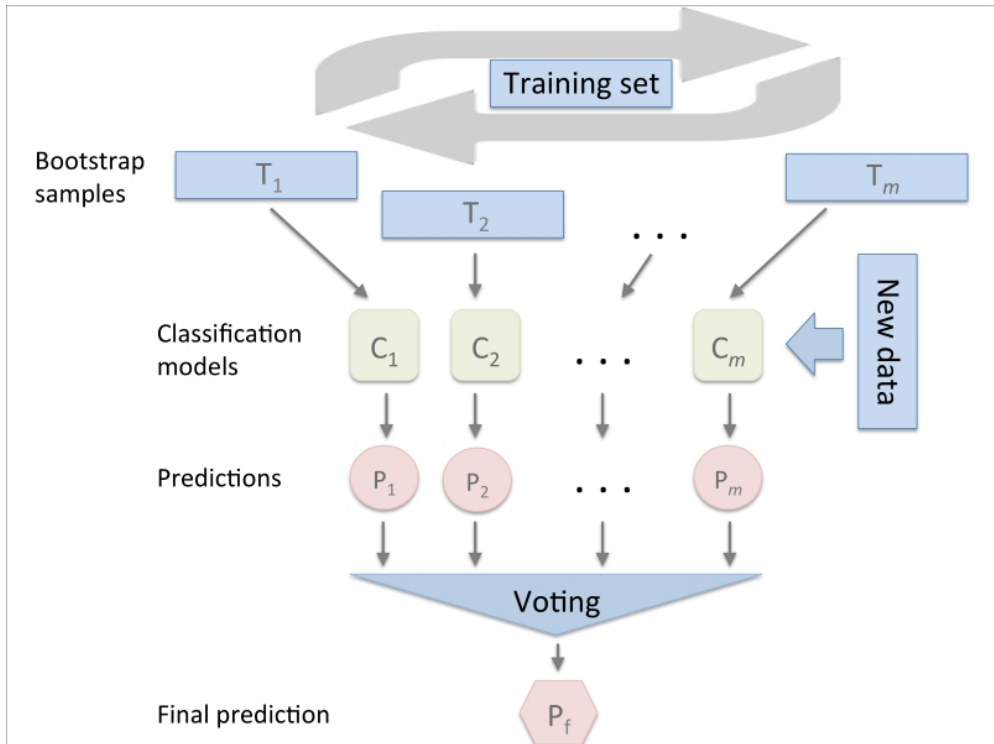 Training set
Bootstrap
samples
T₁
T₂
. . .
Tₘ
New data
Classification
models
C₁
C₂
. . .
Cₘ
Predictions
P₁
P₂
. . .
Pₘ
Voting
Final prediction
P_f